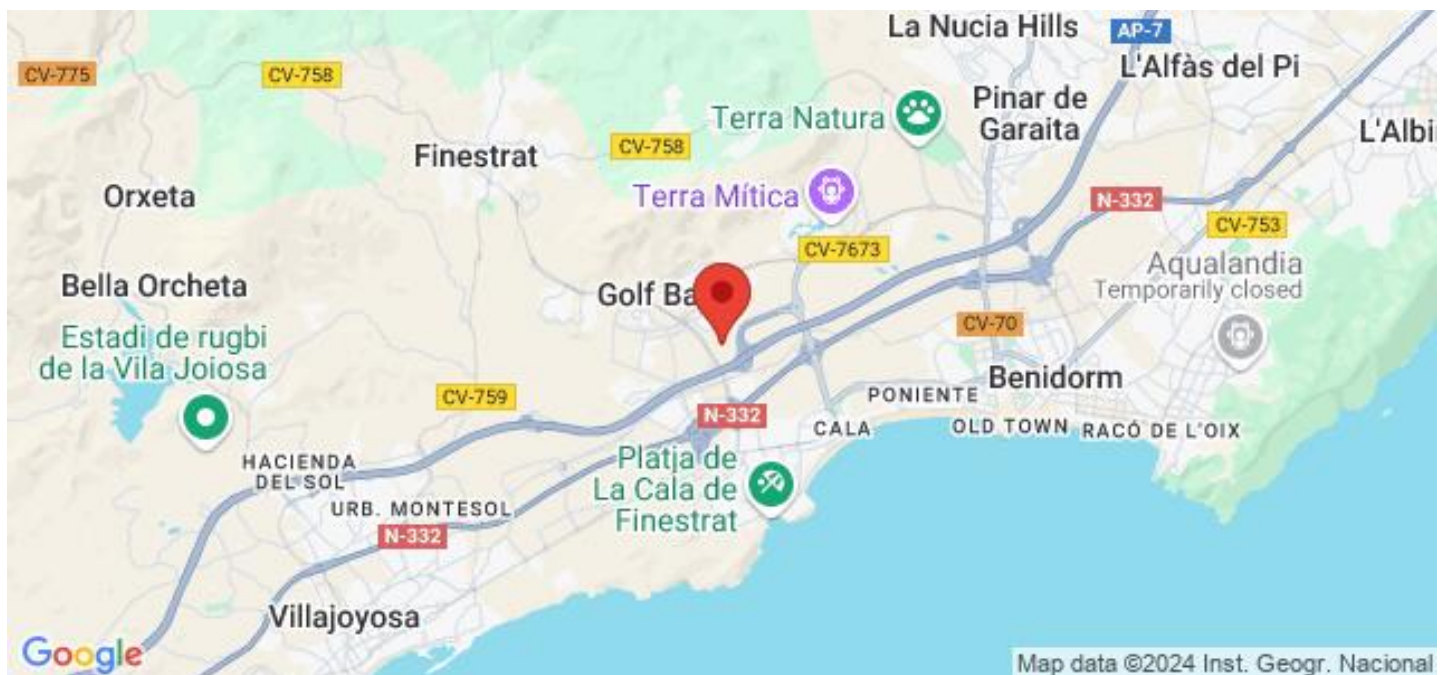 La Nucia Hills
AP-7
CV-775
CV-758
L'Alfàs del Pi
Terra Natura
Pinar de
Garaita
Finestrat
CV-758
L'Albi
Orxeta
Terra Mítica
N-332
CV-753
CV-7673
Bella Orcheta
Golf Ba
Aqualandia
Temporarily closed
Estadi de rugbi
de la Vila Joiosa
CV-70
CV-759
Benidorm
PONIENTE
N-332
CALA
OLD TOWN
RACÓ DE L'OIX
HACIENDA
DEL SOL
Platja de
La Cala de
Finestrat
URB. MONTESOL
N-332
Villajoyosa
Google
Map data ©2024 Inst. Geogr. Nacional